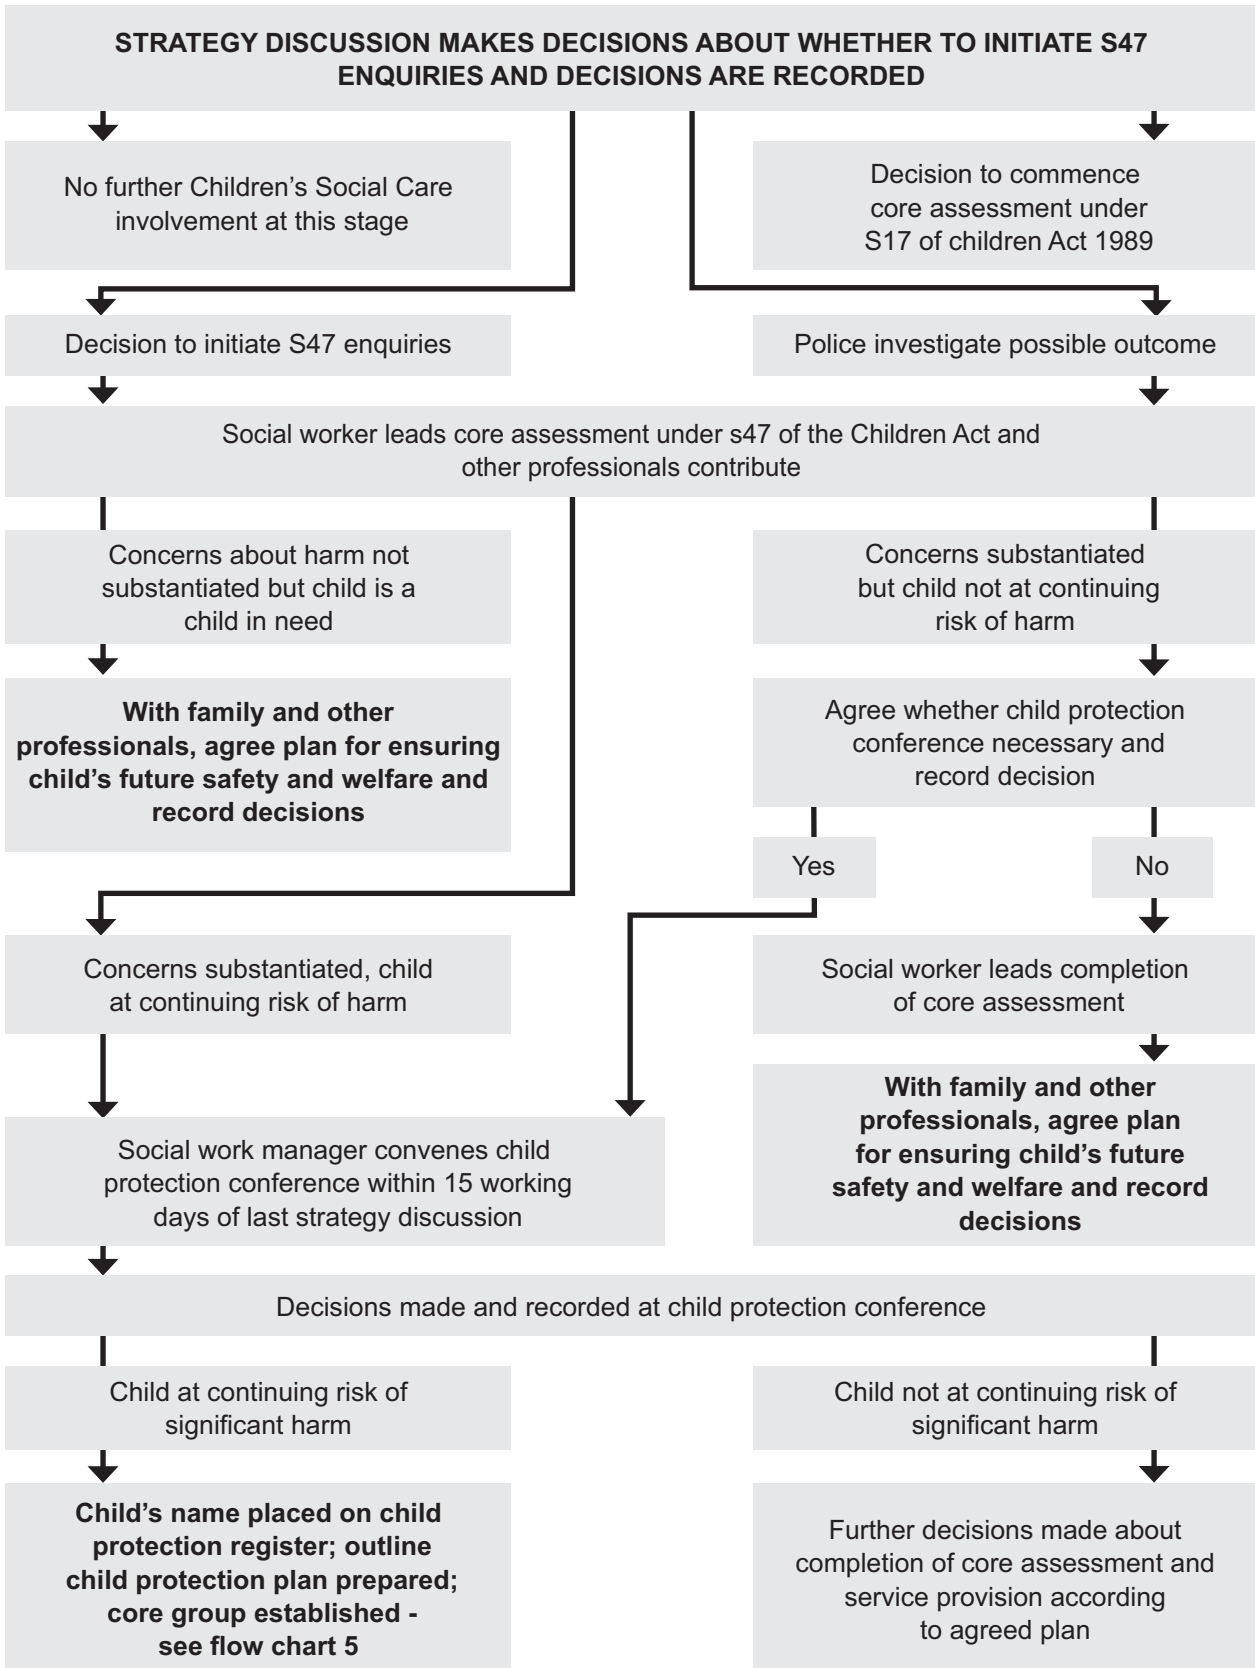 STRATEGY DISCUSSION MAKES DECISIONS ABOUT WHETHER TO INITIATE S47
ENQUIRIES AND DECISIONS ARE RECORDED
No further Children’s Social Care
involvement at this stage
Decision to commence
core assessment under
S17 of children Act 1989
Decision to initiate S47 enquiries
Police investigate possible outcome
Social worker leads core assessment under s47 of the Children Act and
other professionals contribute
Concerns about harm not
substantiated but child is a
child in need
Concerns substantiated
but child not at continuing
risk of harm
With family and other
professionals, agree plan for ensuring
child’s future safety and welfare and
record decisions
Agree whether child protection
conference necessary and
record decision
Yes
No
Concerns substantiated, child
at continuing risk of harm
Social worker leads completion
of core assessment
With family and other
professionals, agree plan
for ensuring child’s future
safety and welfare and record
decisions
Social work manager convenes child
protection conference within 15 working
days of last strategy discussion
Decisions made and recorded at child protection conference
Child at continuing risk of
significant harm
Child not at continuing risk of
significant harm
Child’s name placed on child
protection register; outline
child protection plan prepared;
core group established -
see flow chart 5
Further decisions made about
completion of core assessment and
service provision according
to agreed plan